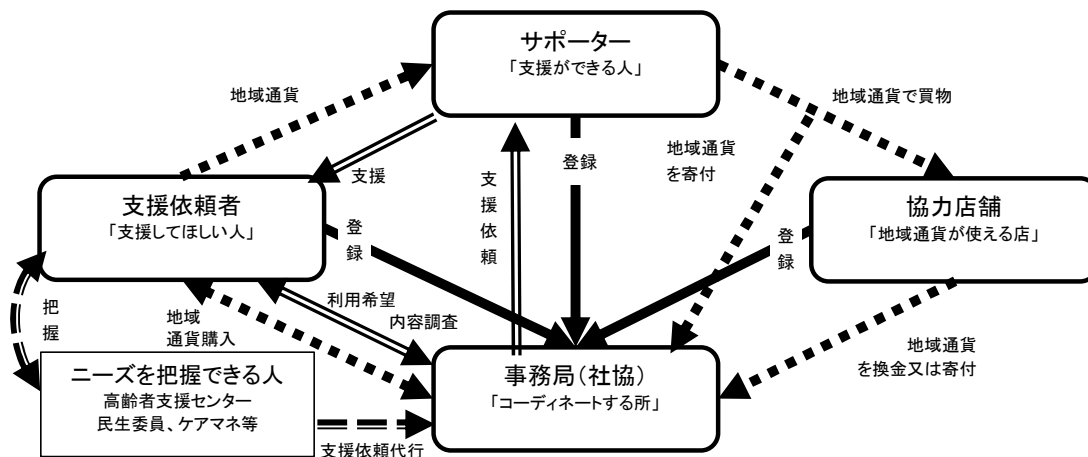 サポーター
「支援ができる人」
地域通貨
地域通貨で買物
支援
登録
地域通貨
を寄付
支援依頼
支援依頼者
「支援してほしい人」
協力店舗
「地域通貨が使える店」
登録
登録
把握
利用希望
内容調査
地域
通貨購入
地域通貨
を換金又は寄付
ニーズを把握できる人
高齢者支援センター
民生委員、ケアマネ等
事務局（社協）
「コーディネートする所」
支援依頼代行